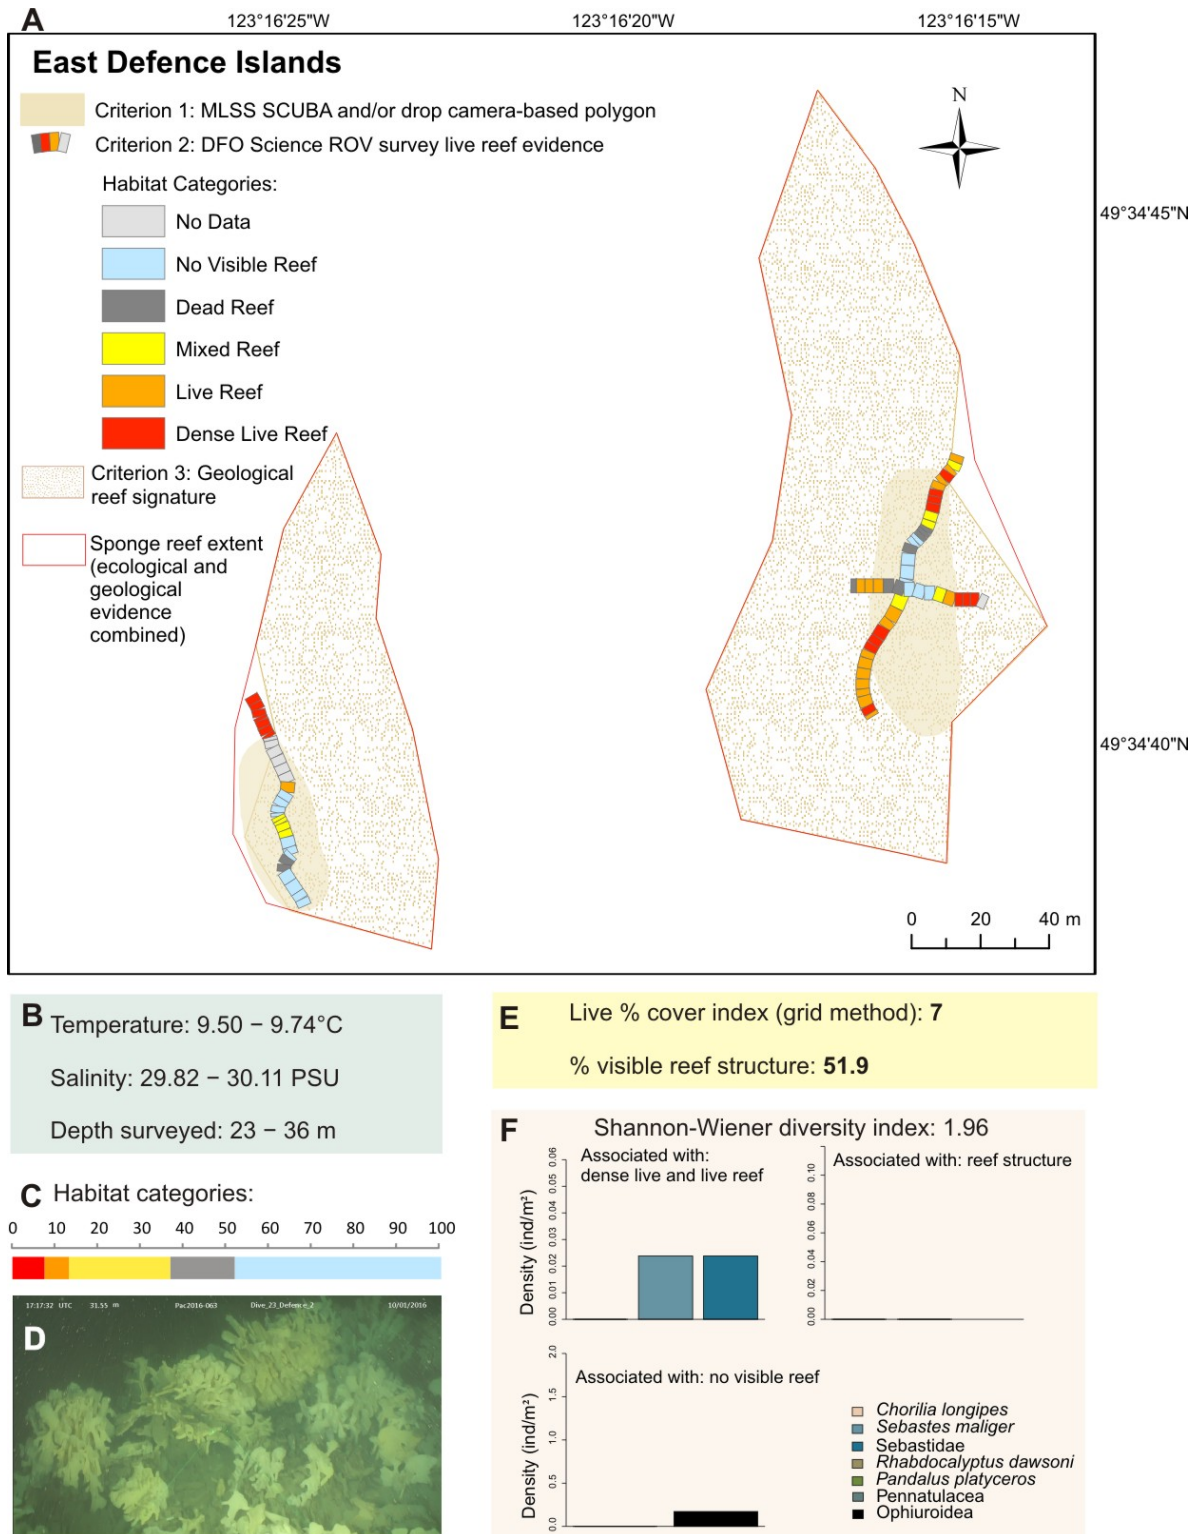 A
123°16'25"W
123°16'20"W
123°16'15"W
East Defence Islands
Criterion 1: MLSS SCUBA and/or drop camera-based polygon
Criterion 2: DFO Science ROV survey live reef evidence
Habitat Categories:
No Data
No Visible Reef
Dead Reef
Mixed Reef
Live Reef
Dense Live Reef
Criterion 3: Geological
reef signature
Sponge reef extent
(ecological and
geological
evidence
combined)
N
49°34'45"N
49°34'40"N
0 20 40 m
B
Temperature: 9.50 – 9.74°C
Salinity: 29.82 – 30.11 PSU
Depth surveyed: 23 – 36 m
C Habitat categories:
0 10 20 30 40 50 60 70 80 90 100
17:17:32 UTC 31.55 m Pac2016-063 Dive_23_Defence_2 10/01/2016
D
E
Live % cover index (grid method): 7
% visible reef structure: 51.9
F
Shannon-Wiener diversity index: 1.96
Associated with:
dense live and live reef
Density (ind/m²)
0.06
0.05
0.04
0.03
0.02
0.01
0.00
Associated with: reef structure
0.10
0.08
0.06
0.04
0.02
0.00
Associated with: no visible reef
Density (ind/m²)
2.0
1.5
1.0
0.5
0.0
Chorilia longipes
Sebastes maliger
Sebastidae
Rhabdocalyptus dawsoni
Pandalus platyceros
Pennatulacea
Ophiuroidea